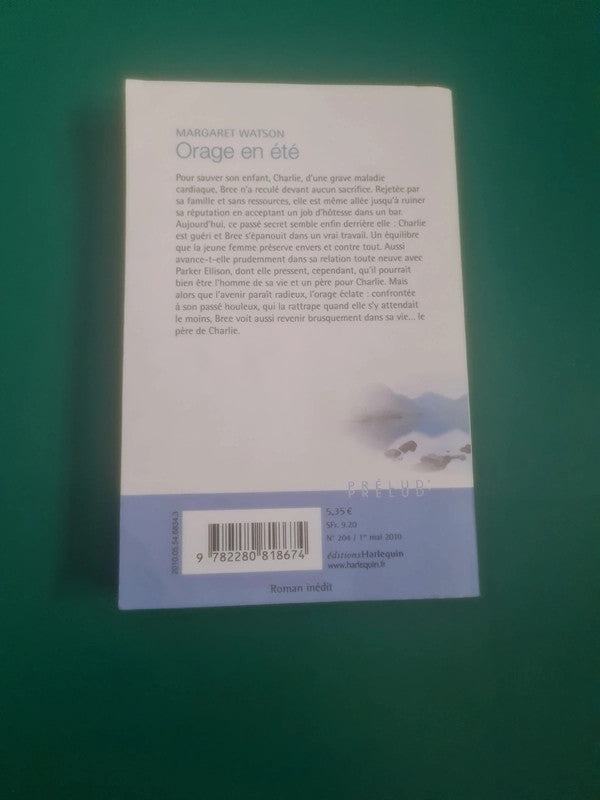 MARGARET WATSON
Orage en été
Pour sauver son enfant, Charlie, d'une grave maladie
cardiaque, Bree n'a reculé devant aucun sacrifice. Rejetée par
sa famille et sans ressources, elle est même allée jusqu'à ruiner
sa réputation en acceptant un job d'hôtesse dans un bar.
Aujourd'hui, ce passé secret semble enfin derrière elle : Charlie
est guéri et Bree s'épanouit dans un vrai travail. Un équilibre
que la jeune femme préserve envers et contre tout. Aussi
avance-t-elle prudemment dans sa relation toute neuve avec
Parker Ellison, dont elle pressent, cependant, qu'il pourrait
bien être l'homme de sa vie et un père pour Charlie. Mais
alors que l'avenir paraît radieux, l'orage éclate : confrontée
à son passé houleux, qui la rattrape quand elle s'y attendait
le moins, Bree voit aussi revenir brusquement dans sa vie... le
père de Charlie.
PRÉLUD'
PRELUD'
5,35 €
SFr. 9.20
N° 204 / 1er mai 2010
éditionsHarlequin
www.harlequin.fr
2010.05.54.6834.3
9 782280 818674
Roman inédit